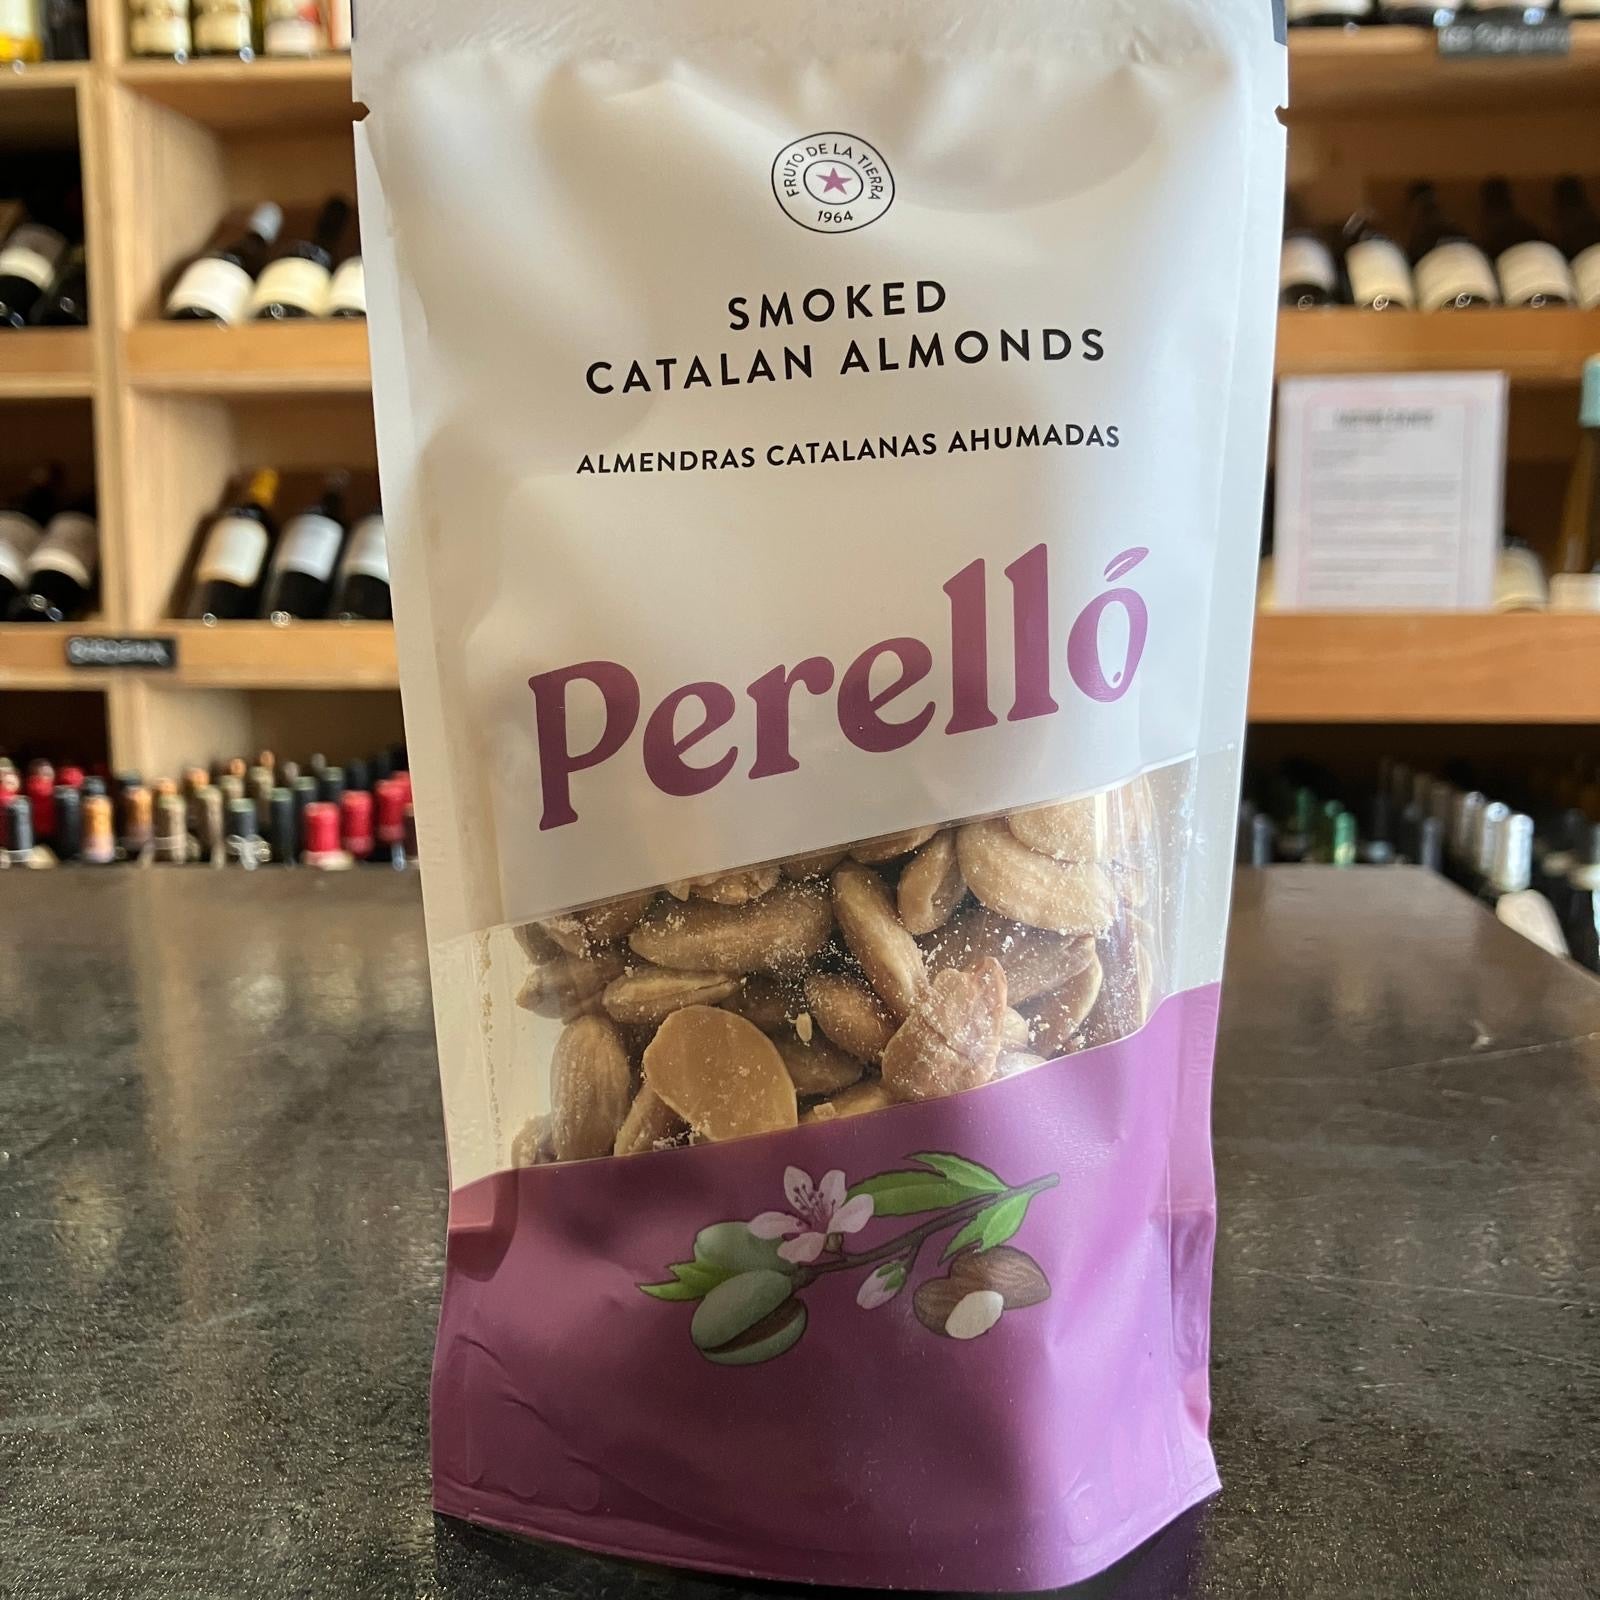 FRUTO DE LA TIERRA
1964
SMOKED
CATALAN ALMONDS
ALMENDRAS CATALANAS AHUMADAS
Perelló